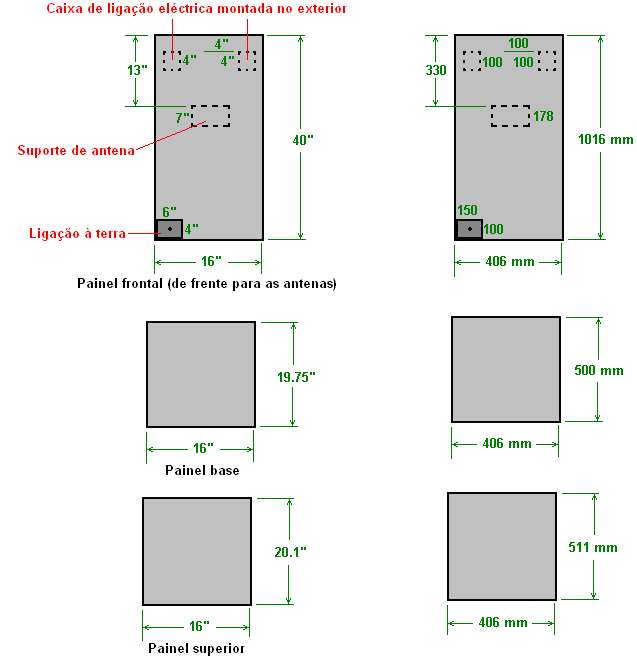 Caixa de ligação eléctrica montada no exterior
4" 4" 4"
13"
7"
40"
Suporte de antena
6"
4"
Ligação à terra
16"
Painel frontal (de frente para as antenas)
100
100 100
330
178
1016 mm
150
100
406 mm
19.75"
16"
Painel base
500 mm
406 mm
20.1"
16"
Painel superior
511 mm
406 mm